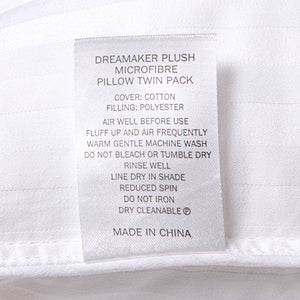 DREAMAKER PLUSH
MICROFIBRE
PILLOW TWIN PACK
COVER: COTTON
FILLING: POLYESTER
AIR WELL BEFORE USE
FLUFF UP AND AIR FREQUENTLY
WARM GENTLE MACHINE WASH
DO NOT BLEACH OR TUMBLE DRY
RINSE WELL
LINE DRY IN SHADE
REDUCED SPIN
DO NOT IRON
DRY CLEANABLE Ⓟ
MADE IN CHINA